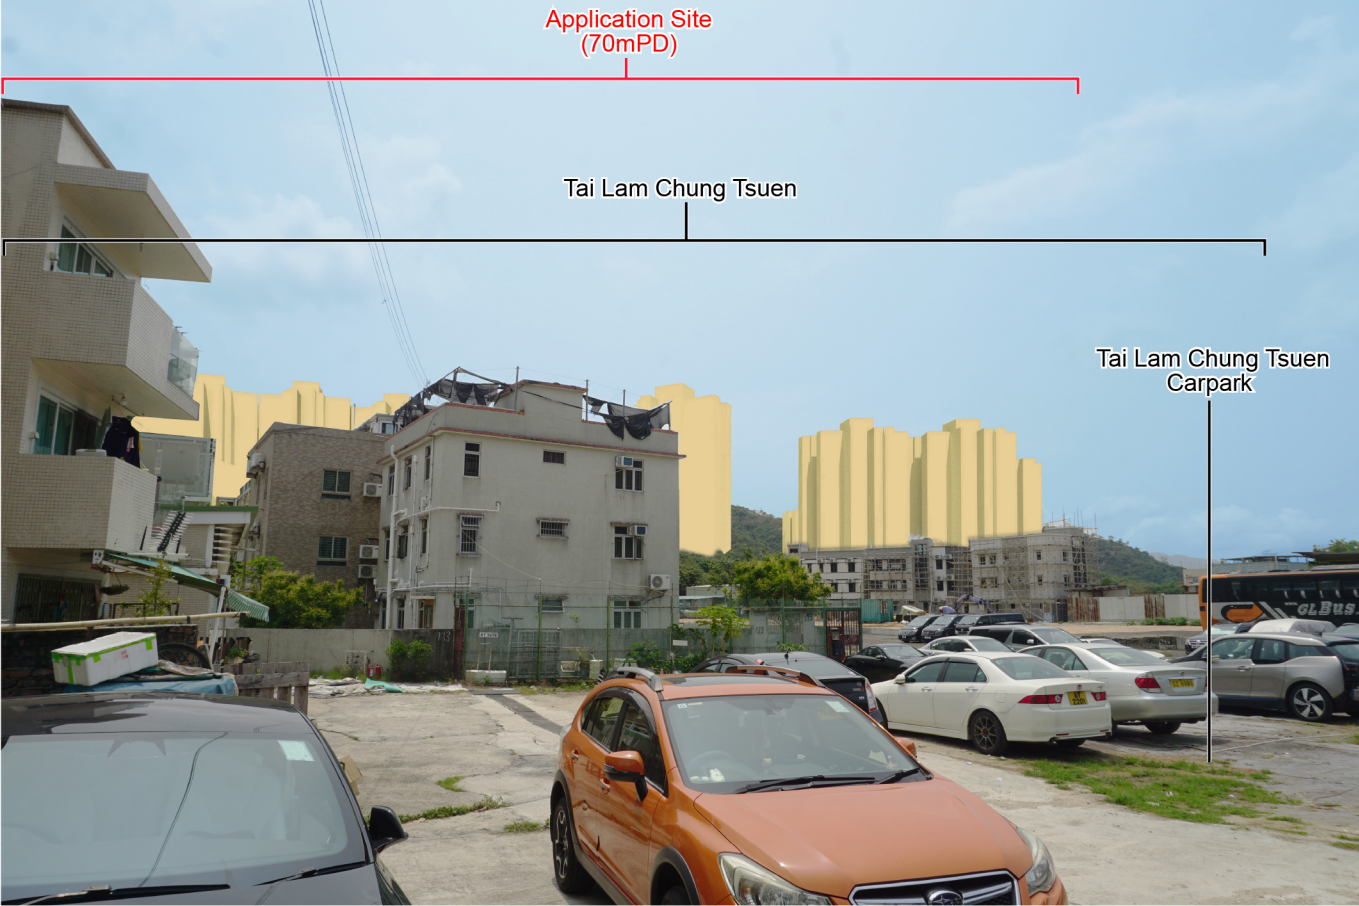 Application Site
(70mPD)
Tai Lam Chung Tsuen
Tai Lam Chung Tsuen
Carpark
GLBus.